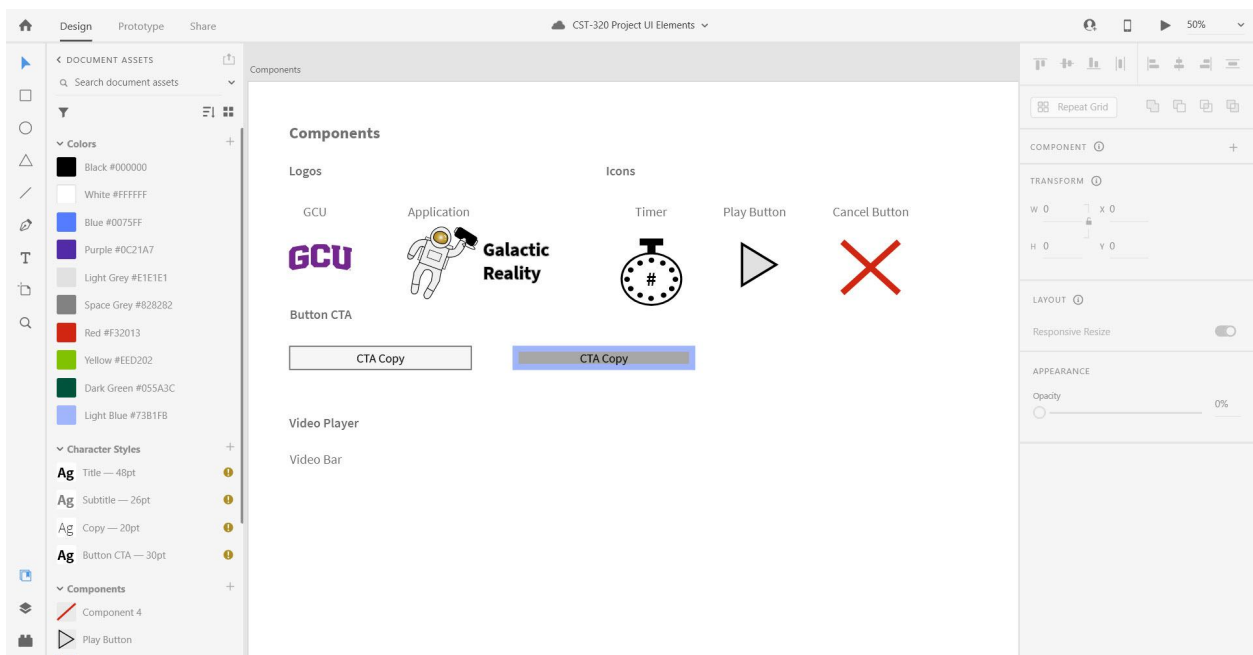 Design Prototype Share CST-320 Project UI Elements 50%
DOCUMENT ASSETS
Search document assets
Colors
Black #000000
White #FFFFFF
Blue #0075FF
Purple #0C21A7
Light Grey #E1E1E1
Space Grey #828282
Red #F32013
Yellow #EED202
Dark Green #055A3C
Light Blue #73B1FB
Character Styles
Ag Title — 48pt
Ag Subtitle — 26pt
Ag Copy — 20pt
Ag Button CTA — 30pt
Components
Component 4
Play Button
Components
Components
Logos Icons
GCU Application Timer Play Button Cancel Button
GCU
Galactic
Reality
#
Button CTA
CTA Copy CTA Copy
Video Player
Video Bar
Repeat Grid
COMPONENT
TRANSFORM
W 0 X 0
H 0 Y 0
LAYOUT
Responsive Resize
APPEARANCE
Opacity
0%